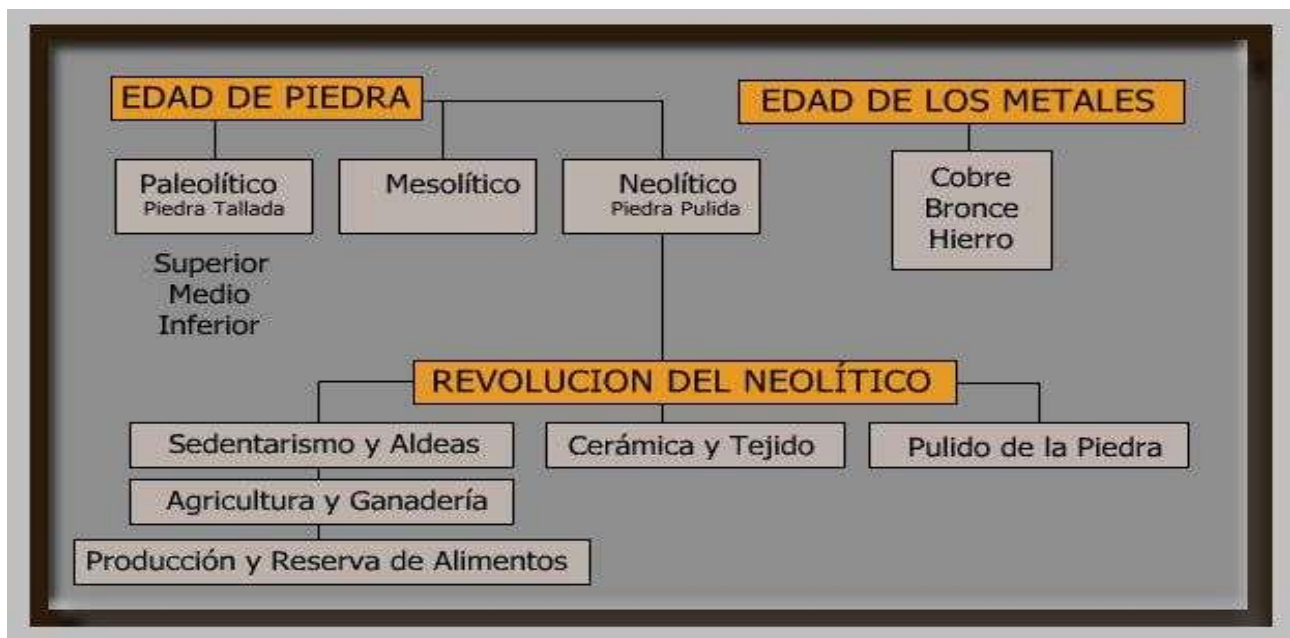 EDAD DE PIEDRA
EDAD DE LOS METALES
Paleolítico
Piedra Tallada
Mesolítico
Neolítico
Piedra Pulida
Cobre
Bronce
Hierro
Superior
Medio
Inferior
REVOLUCION DEL NEOLÍTICO
Sedentarismo y Aldeas
Cerámica y Tejido
Pulido de la Piedra
Agricultura y Ganadería
Producción y Reserva de Alimentos